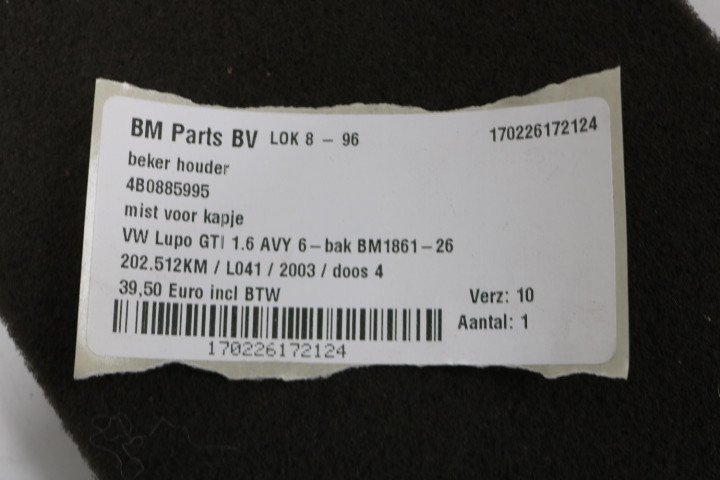 BM Parts BV LOK 8 - 96 170226172124
beker houder
4B0885995
mist voor kapje
VW Lupo GTI 1.6 AVY 6-bak BM1861-26
202.512KM / L041 / 2003 / doos 4
39,50 Euro incl BTW Verz: 10
Aantal: 1
170226172124